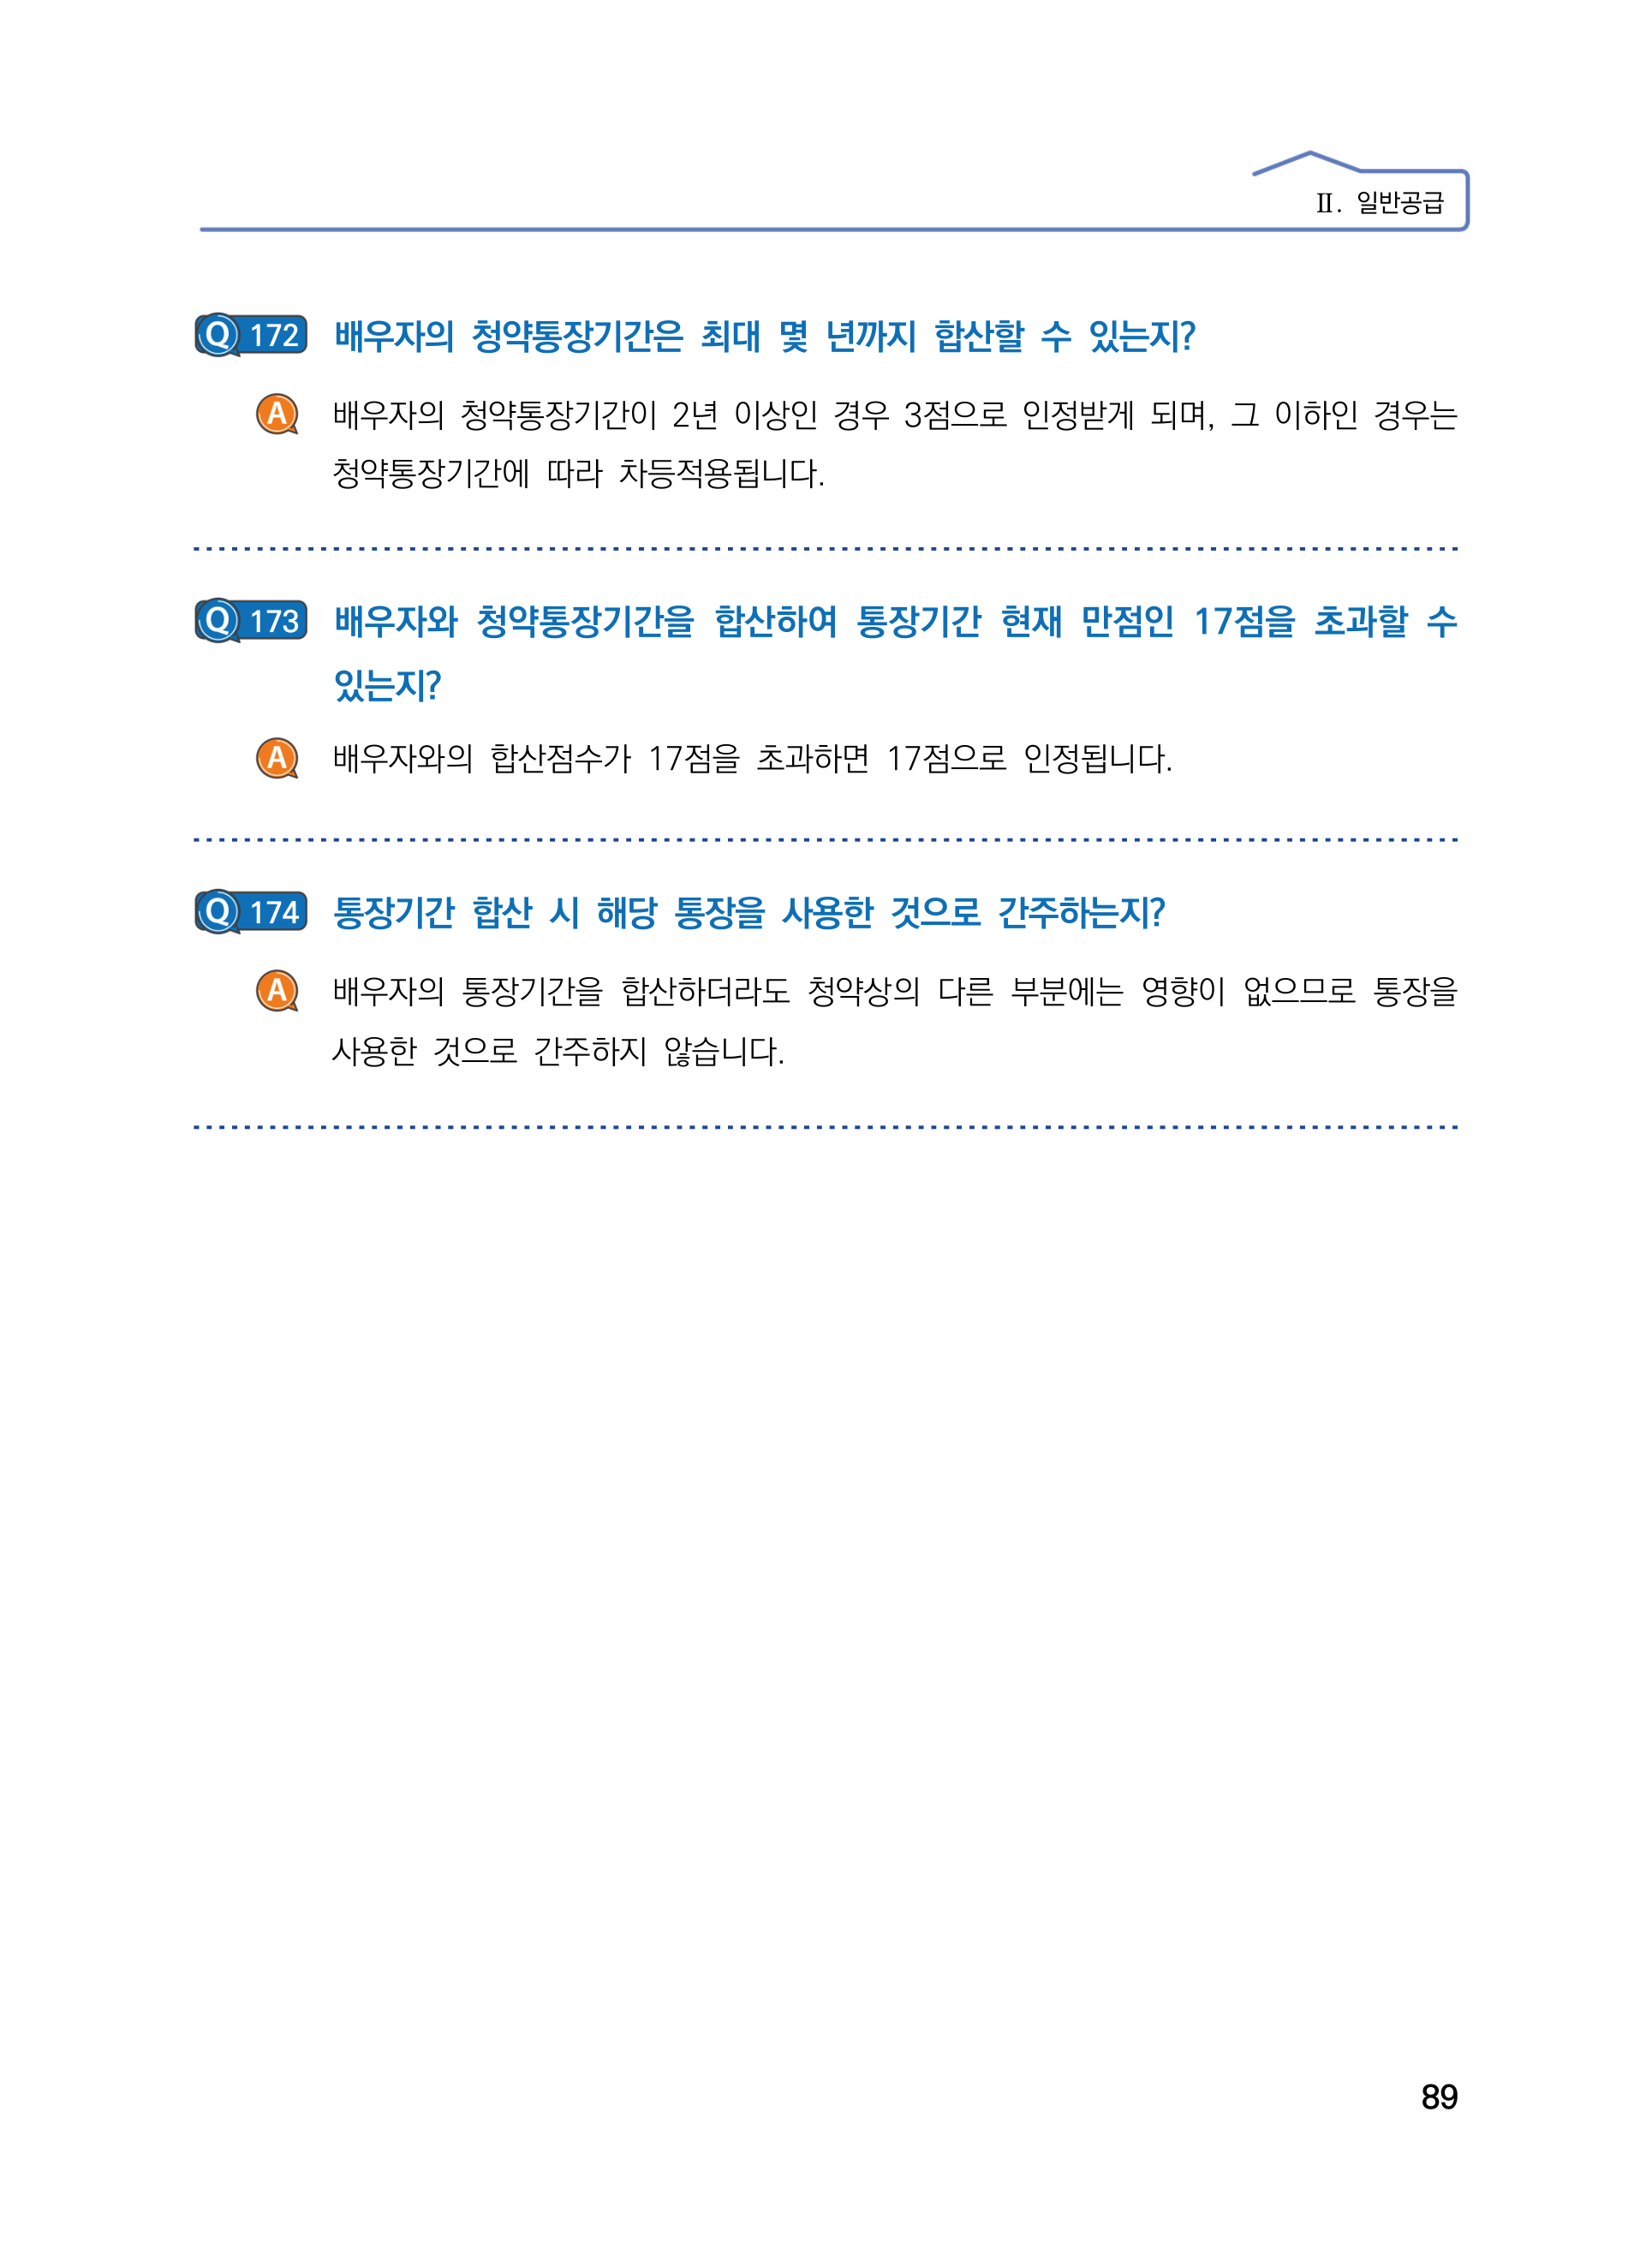 Ⅱ. 일반공급
Q 172 배우자의 청약통장기간은 최대 몇 년까지 합산할 수 있는지?
A 배우자의 청약통장기간이 2년 이상인 경우 3점으로 인정받게 되며, 그 이하인 경우는
청약통장기간에 따라 차등적용됩니다.
Q 173 배우자와 청약통장기간을 합산하여 통장기간 현재 만점인 17점을 초과할 수
있는지?
A 배우자와의 합산점수가 17점을 초과하면 17점으로 인정됩니다.
Q 174 통장기간 합산 시 해당 통장을 사용한 것으로 간주하는지?
A 배우자의 통장기간을 합산하더라도 청약상의 다른 부분에는 영향이 없으므로 통장을
사용한 것으로 간주하지 않습니다.
89